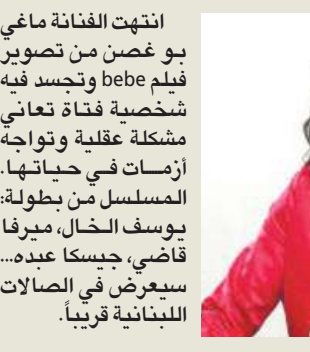 انتهت الفنانة ماغي
بو غصن من تصوير
فيلم bebe وتجسد فيه
شخصية فتاة تعاني
مشكلة عقلية وتواجه
أزمات في حياتها.
المسلسل من بطولة:
يوسف الخال، ميرفا
قاضي، جيسكا عبده...
سيعرض في الصالات
اللبنانية قريباً.